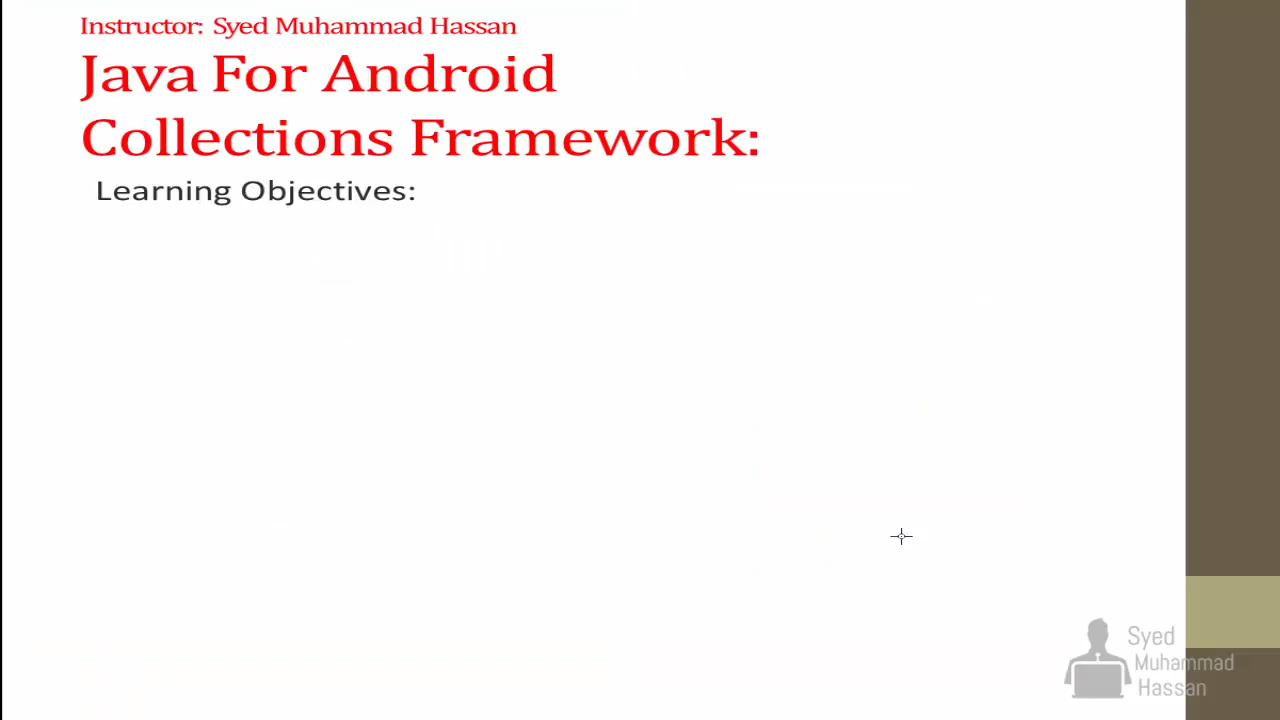 Instructor: Syed Muhammad Hassan
Java For Android
Collections Framework:
Learning Objectives:
Syed
Muhammad
Hassan